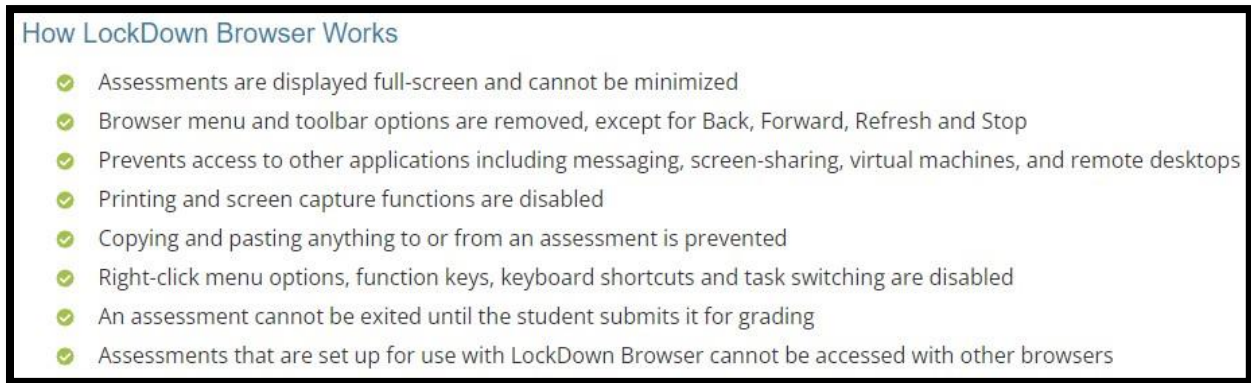 How LockDown Browser Works
Assessments are displayed full-screen and cannot be minimized
Browser menu and toolbar options are removed, except for Back, Forward, Refresh and Stop
Prevents access to other applications including messaging, screen-sharing, virtual machines, and remote desktops
Printing and screen capture functions are disabled
Copying and pasting anything to or from an assessment is prevented
Right-click menu options, function keys, keyboard shortcuts and task switching are disabled
An assessment cannot be exited until the student submits it for grading
Assessments that are set up for use with LockDown Browser cannot be accessed with other browsers